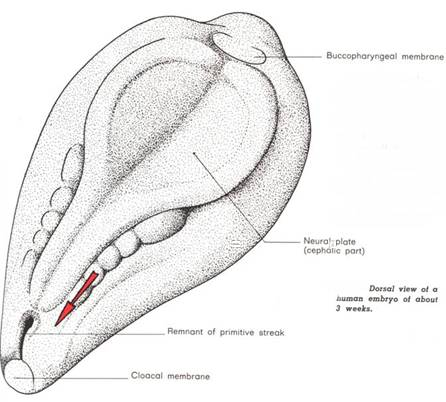 Buccopharyngeal membrane
Neural plate
(cephalic part)
Dorsal view of a
human embryo of about
3 weeks.
Remnant of primitive streak
Cloacal membrane